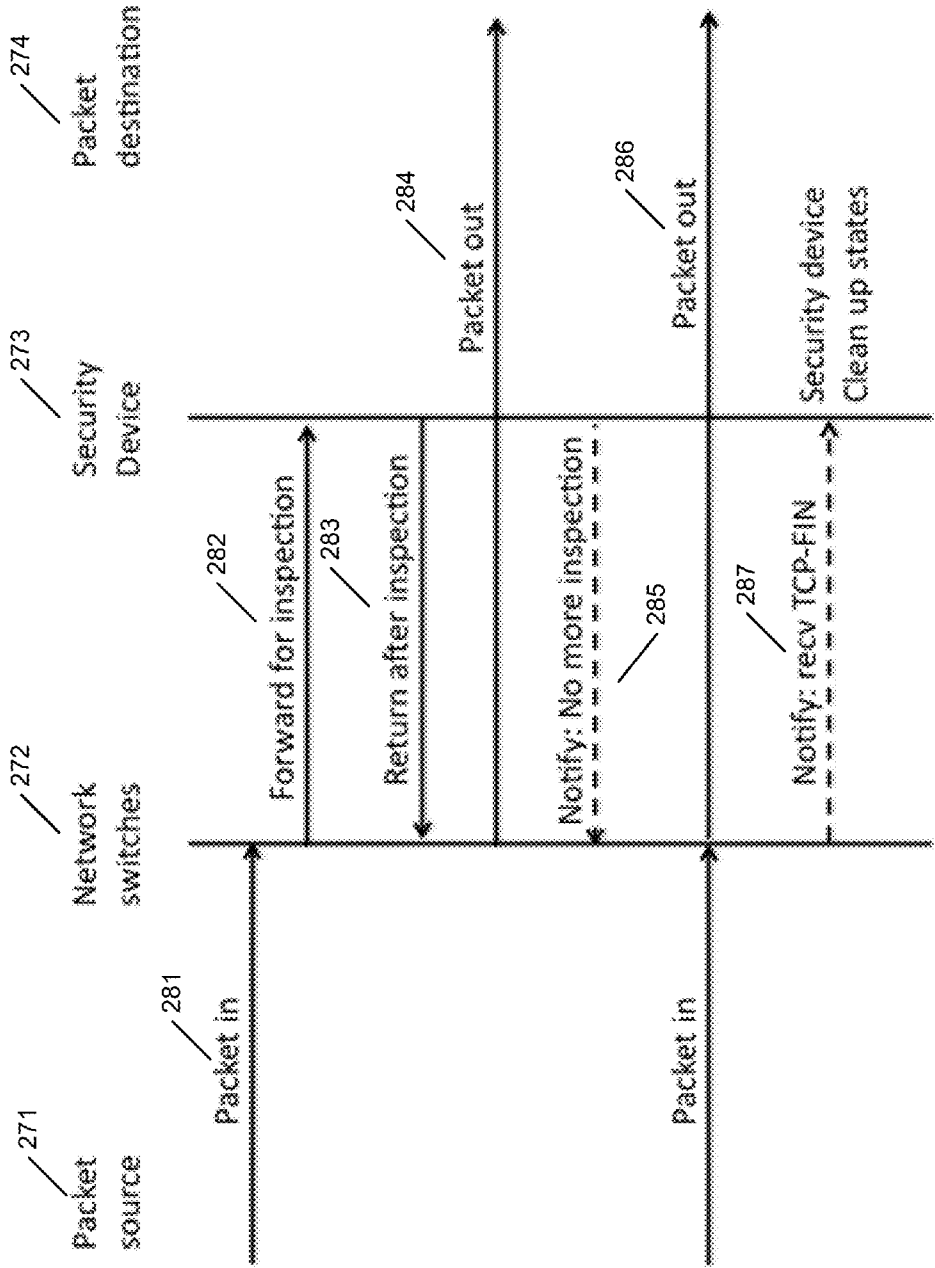 271
Packet
source
272
Network
switches
273
Security
Device
274
Packet
destination
281
Packet in
282
Forward for inspection
283
Return after inspection
284
Packet out
Notify: No more inspection
285
Packet in
286
Packet out
287
Notify: recv TCP-FIN
Security device
Clean up states